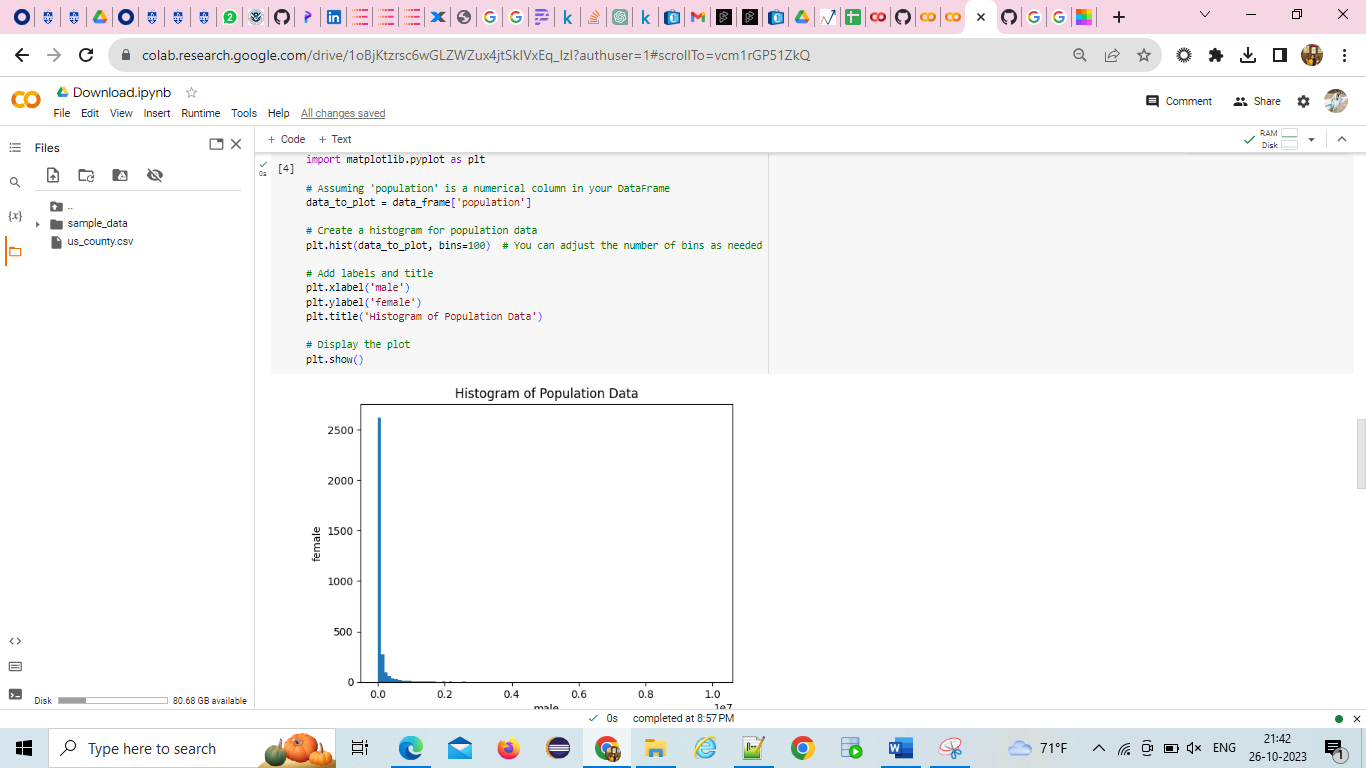 colab.research.google.com/drive/1oBjKtzrsc6wGLZWZux4jtSkIVxEq_IzI?authuser=1#scrollTo=vcm1rGP51ZkQ
Download.ipynb
File Edit View Insert Runtime Tools Help All changes saved
Comment Share
Files
+ Code + Text
RAM
Disk
..
sample_data
us_county.csv
{x}
0s
[4]
import matplotlib.pyplot as plt
# Assuming 'population' is a numerical column in your DataFrame
data_to_plot = data_frame['population']
# Create a histogram for population data
plt.hist(data_to_plot, bins=100)  # You can adjust the number of bins as needed
# Add labels and title
plt.xlabel('male')
plt.ylabel('female')
plt.title('Histogram of Population Data')
# Display the plot
plt.show()
Histogram of Population Data
2500
2000
1500
1000
500
0
female
0.0 0.2 0.4 0.6 0.8 1.0
male
1e7
Disk 80.68 GB available
0s completed at 8:57 PM
Type here to search
71°F
ENG
21:42
26-10-2023
1